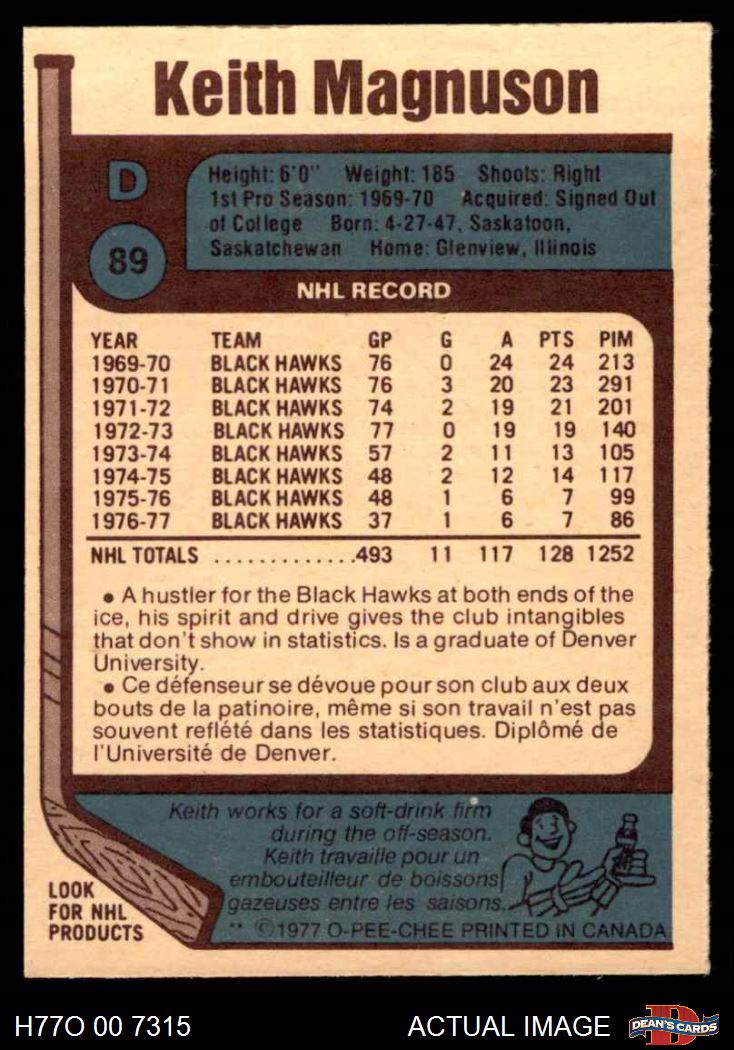 Keith Magnuson
D
89
Height: 6'0" Weight: 185 Shoots: Right
1st Pro Season: 1969-70 Acquired: Signed Out
of College Born: 4-27-47, Saskatoon,
Saskatchewan Home: Glenview, Illinois
NHL RECORD
YEAR TEAM GP G A PTS PIM
1969-70 BLACK HAWKS 76 0 24 24 213
1970-71 BLACK HAWKS 76 3 20 23 291
1971-72 BLACK HAWKS 74 2 19 21 201
1972-73 BLACK HAWKS 77 0 19 19 140
1973-74 BLACK HAWKS 57 2 11 13 105
1974-75 BLACK HAWKS 48 2 12 14 117
1975-76 BLACK HAWKS 48 1 6 7 99
1976-77 BLACK HAWKS 37 1 6 7 86
NHL TOTALS .............493 11 117 128 1252
• A hustler for the Black Hawks at both ends of the
ice, his spirit and drive gives the club intangibles
that don't show in statistics. Is a graduate of Denver
University.
• Ce défenseur se dévoue pour son club aux deux
bouts de la patinoire, même si son travail n'est pas
souvent reflété dans les statistiques. Diplômé de
l'Université de Denver.
Keith works for a soft-drink firm
during the off-season.
Keith travaille pour un
embouteilleur de boissons
gazeuses entre les saisons.
LOOK
FOR NHL
PRODUCTS
** ©1977 O-PEE-CHEE PRINTED IN CANADA
H77O 00 7315 ACTUAL IMAGE D DEAN'S CARDS